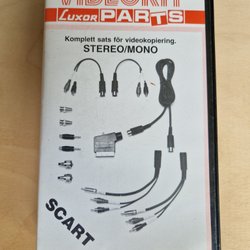 VIDEOKIT
LUXOR PARTS
Komplett sats för videokopiering.
STEREO/MONO
SCART